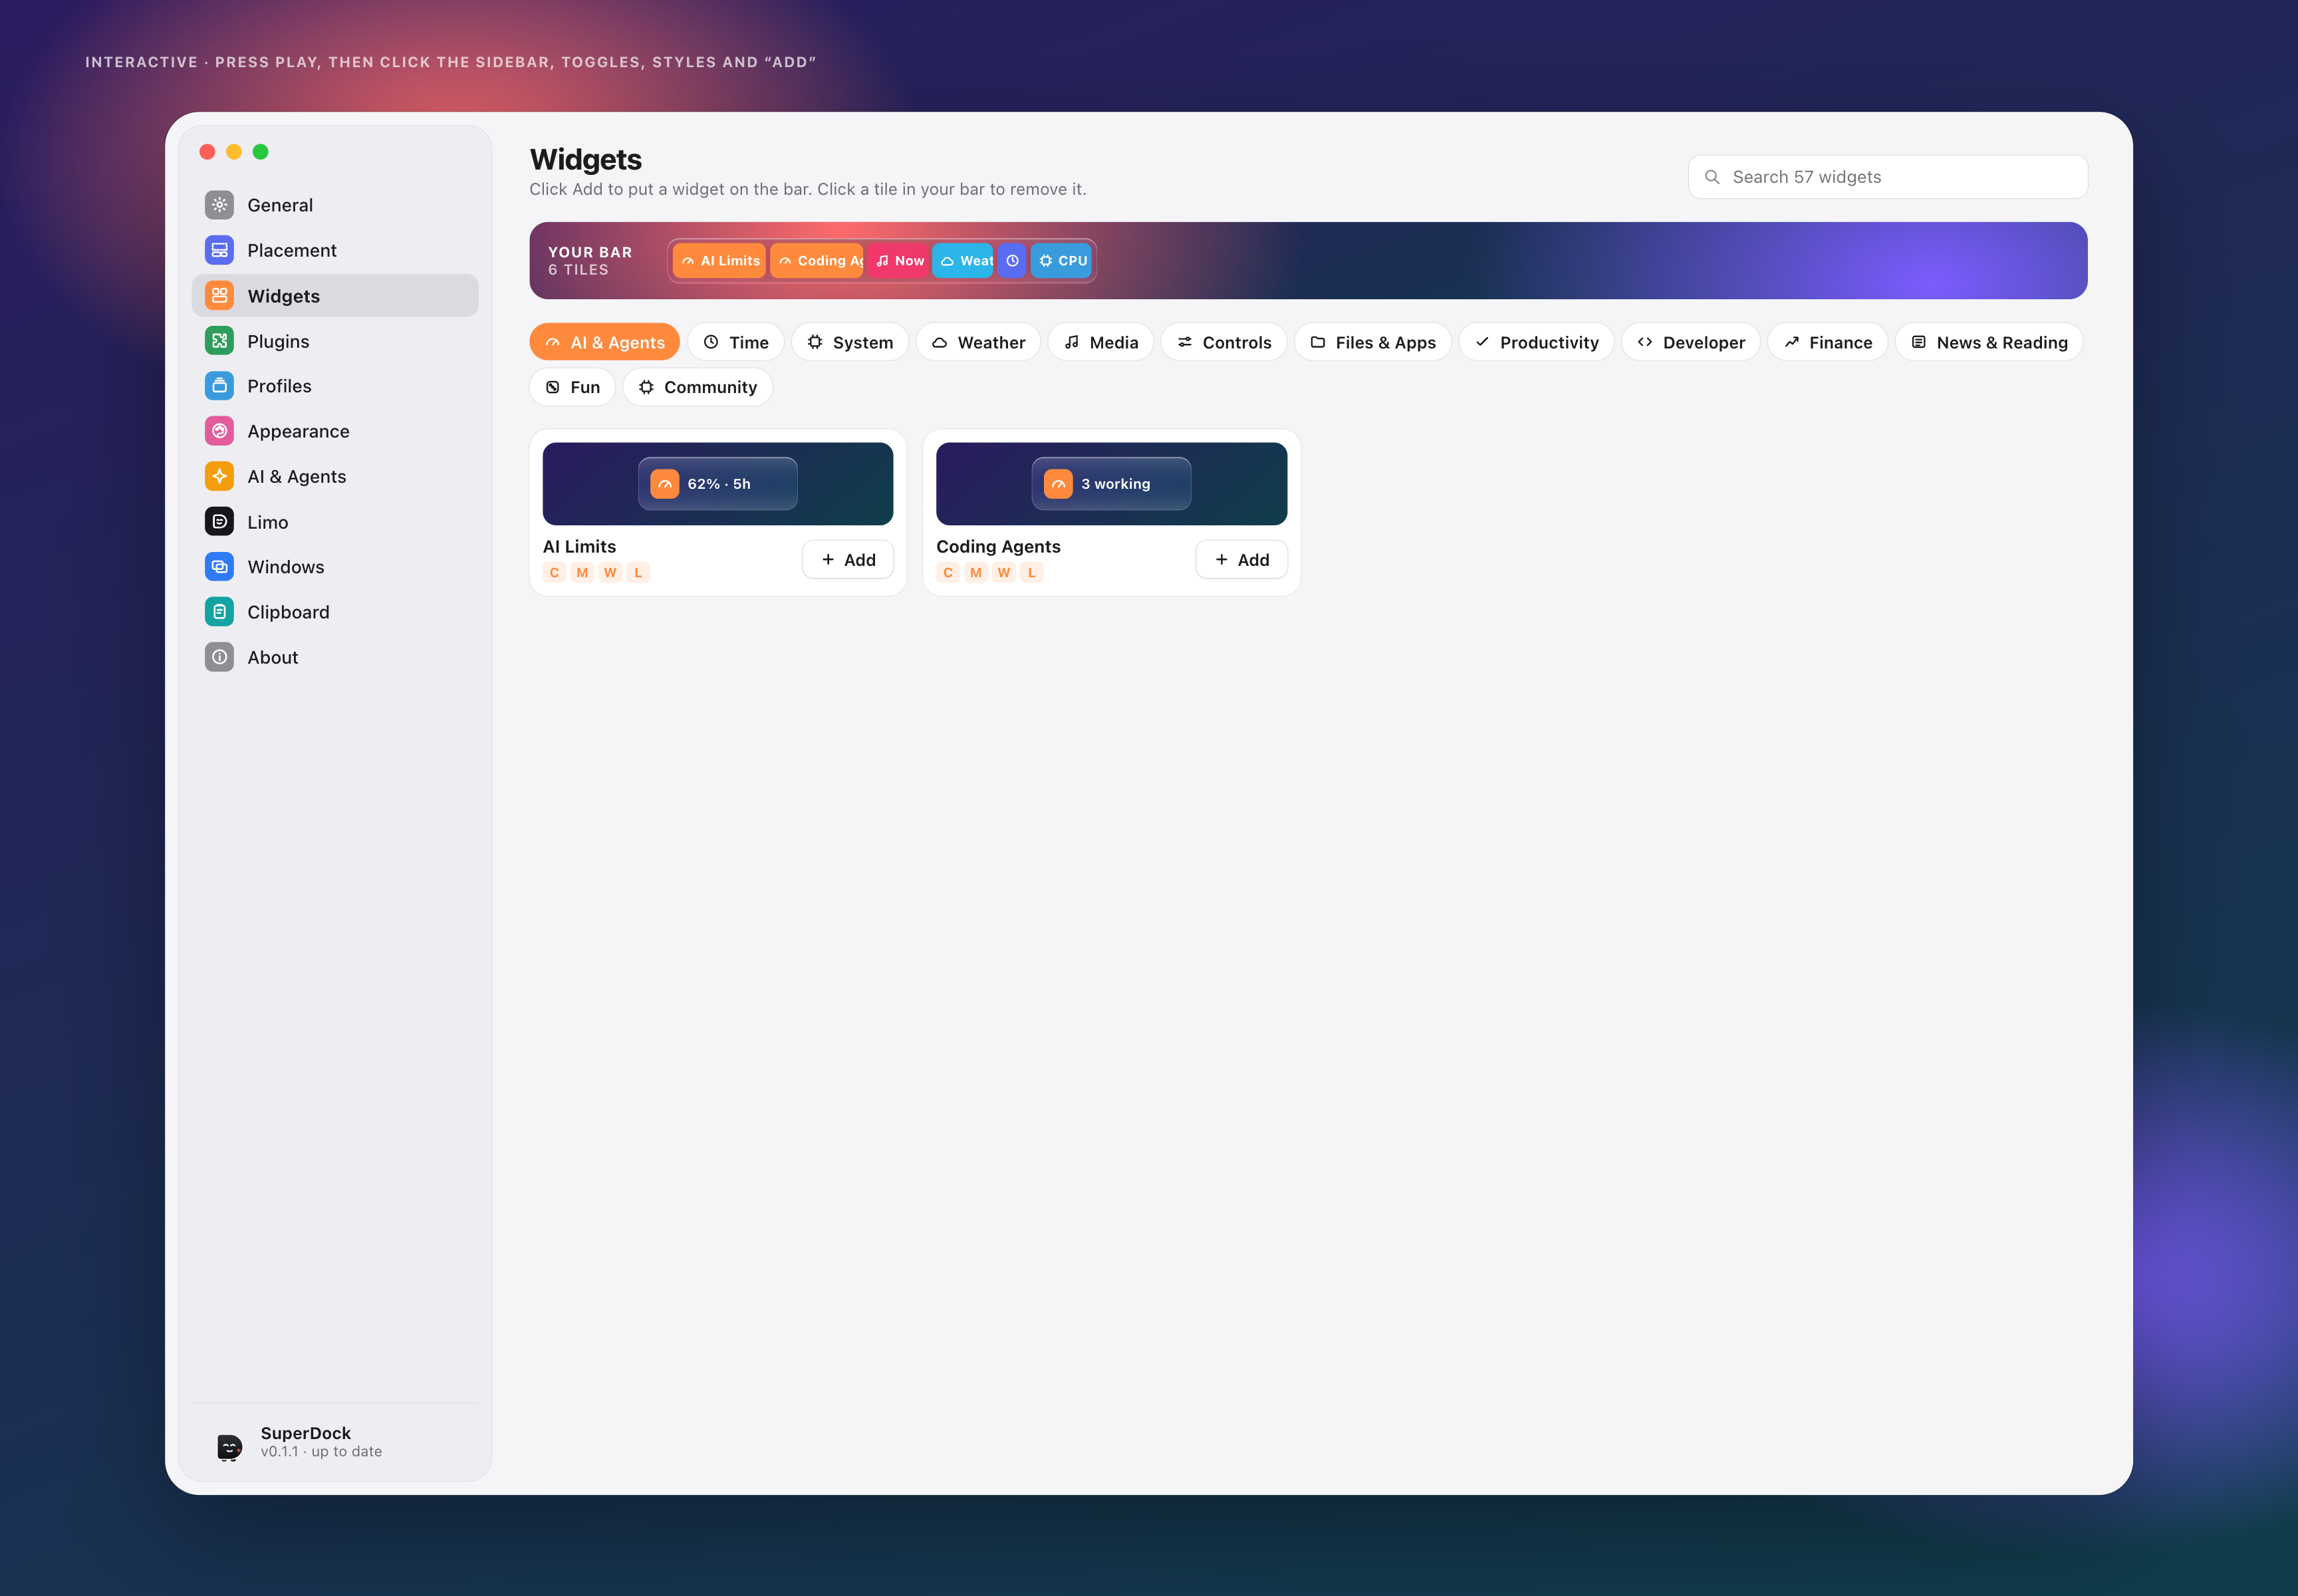 INTERACTIVE · PRESS PLAY, THEN CLICK THE SIDEBAR, TOGGLES, STYLES AND “ADD”
General
Placement
Widgets
Plugins
Profiles
Appearance
AI & Agents
Limo
Windows
Clipboard
About
SuperDock
v0.1.1 · up to date
Widgets
Click Add to put a widget on the bar. Click a tile in your bar to remove it.
Search 57 widgets
YOUR BAR
6 TILES
AI Limits
Coding Ag
Now
Weat
CPU
AI & Agents
Time
System
Weather
Media
Controls
Files & Apps
Productivity
Developer
Finance
News & Reading
Fun
Community
62% · 5h
AI Limits
C M W L
+ Add
3 working
Coding Agents
C M W L
+ Add